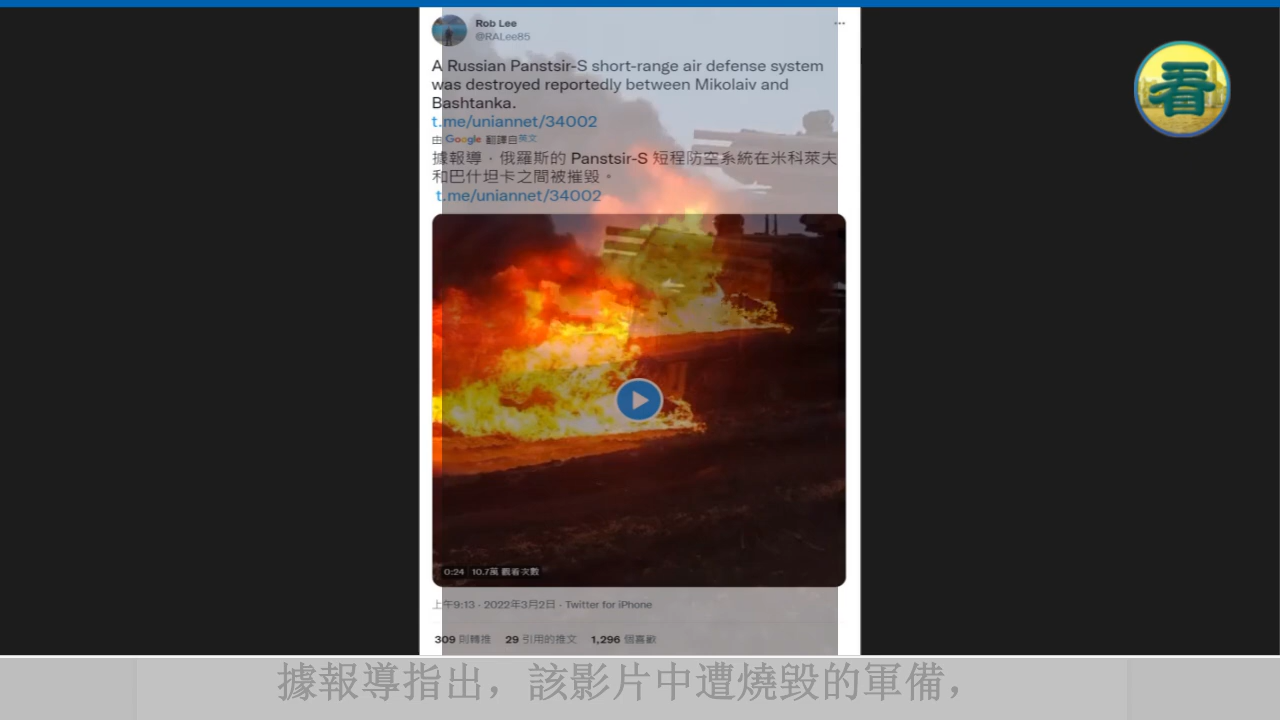 Rob Lee
@RALee85
看
A Russian Panstsir-S short-range air defense system
was destroyed reportedly between Mikolaiv and
Bashtanka.
t.me/uniannet/34002
由 Google 翻譯自英文
據報導，俄羅斯的 Panstsir-S 短程防空系統在米科萊夫
和巴什坦卡之間被摧毀。
t.me/uniannet/34002
0:24 10.7萬 觀看次數
上午9:13 · 2022年3月2日 · Twitter for iPhone
309 則轉推 29 引用的推文 1,296 個喜歡
據報導指出，該影片中遭燒毀的軍備，